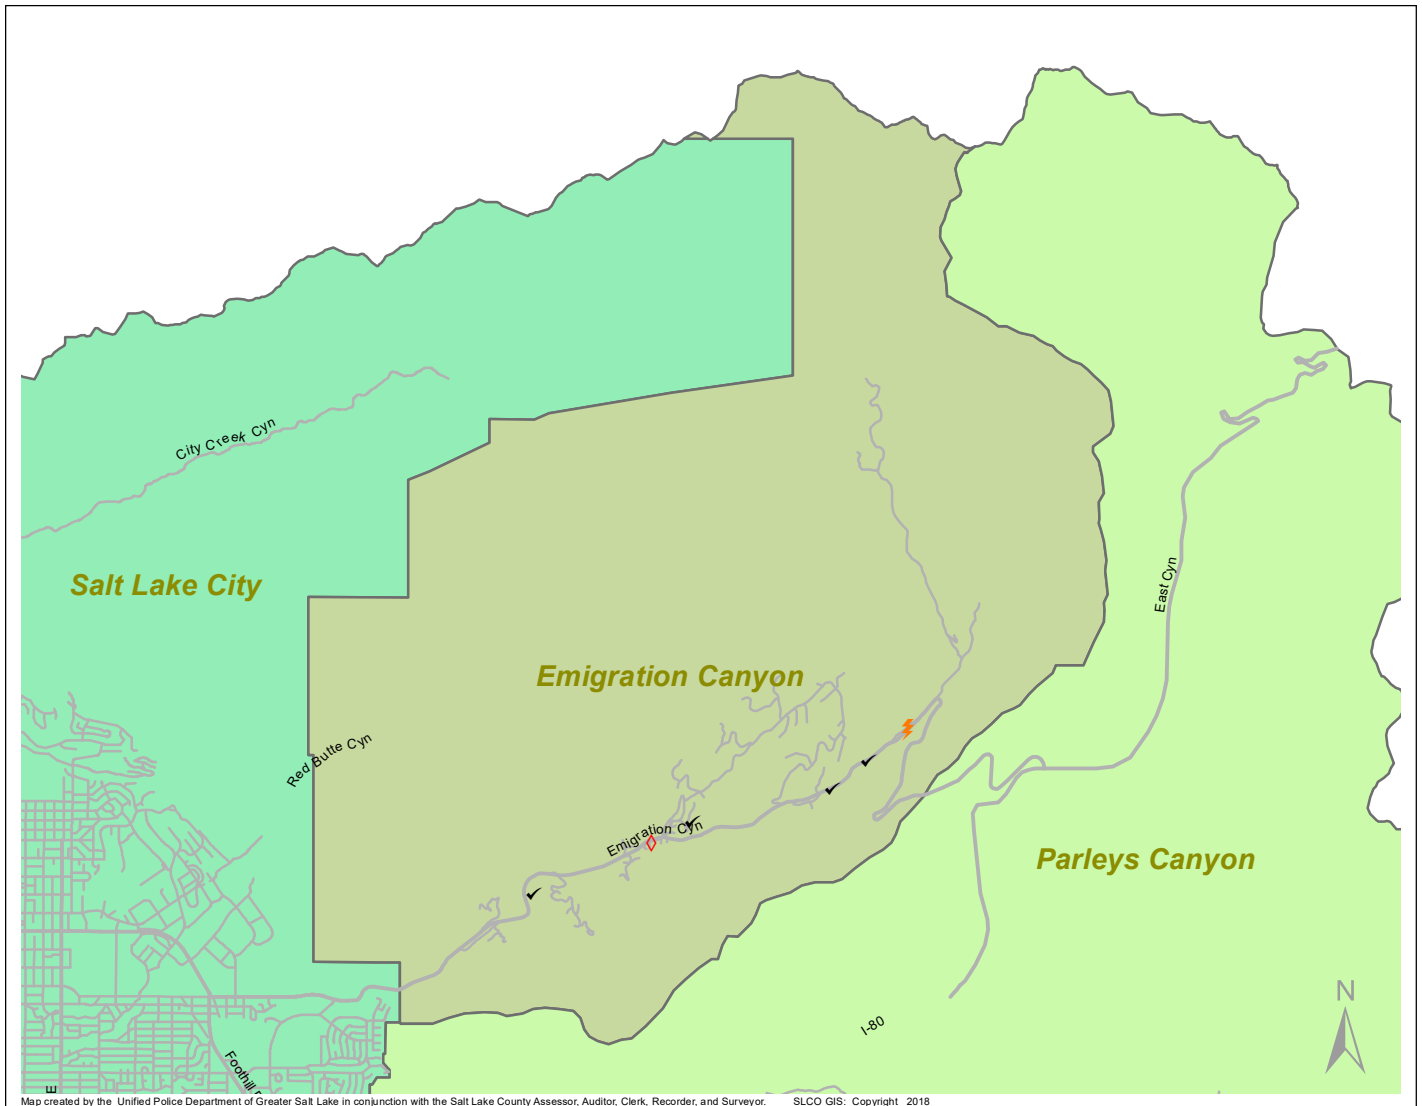 City Creek Cyn
Salt Lake City
East Cyn
Emigration Canyon
Red Butte Cyn
Emigration Cyn
Parleys Canyon
N
I-80
Foothill
E
Map created by the Unified Police Department of Greater Salt Lake in conjunction with the Salt Lake County Assessor, Auditor, Clerk, Recorder, and Surveyor. SLCO GIS: Copyright 2018